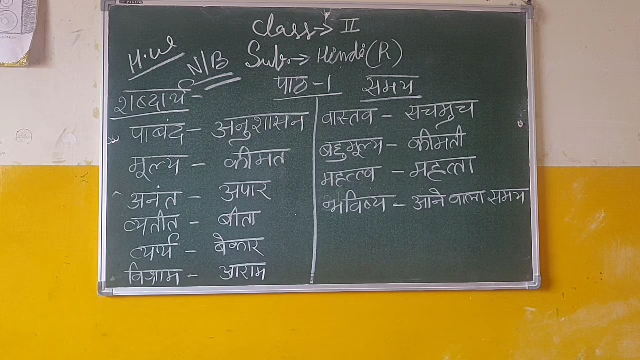 Class → II
H.W N/B Sub. → Hindi (R)
पाठ-1 समय
शब्दार्थ-
पाबंद - अनुशासन
मूल्य - कीमत
अनंत - अपार
व्यतीत - बीता
व्यर्थ - बेकार
विश्राम - आराम
वास्तव - सचमुच
बहुमूल्य - कीमती
महत्त्व - महत्ता
भविष्य - आने वाला समय